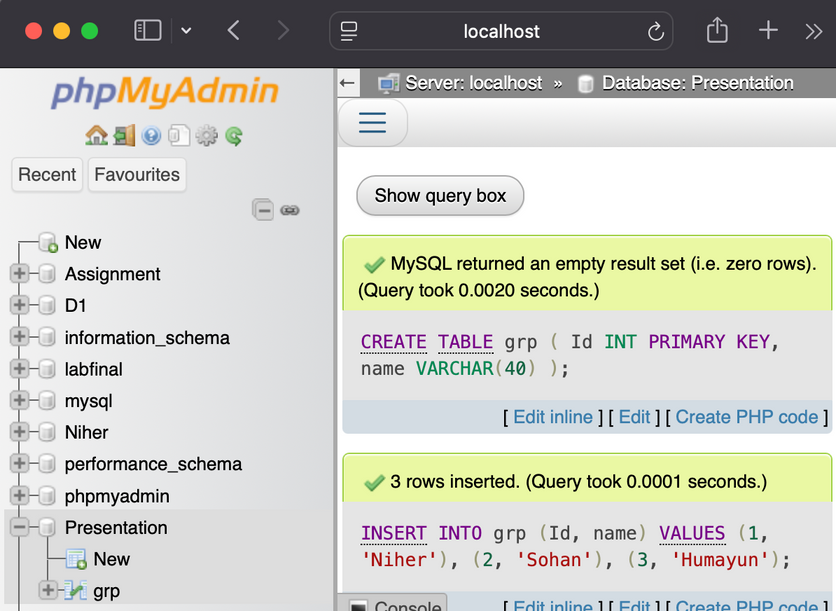 localhost
phpMyAdmin
Server: localhost » Database: Presentation
Recent Favourites
New
Assignment
D1
information_schema
labfinal
mysql
Niher
performance_schema
phpmyadmin
Presentation
New
grp
Show query box
MySQL returned an empty result set (i.e. zero rows).
(Query took 0.0020 seconds.)
CREATE TABLE grp ( Id INT PRIMARY KEY,
name VARCHAR(40) );
[ Edit inline ] [ Edit ] [ Create PHP code ]
3 rows inserted. (Query took 0.0001 seconds.)
INSERT INTO grp (Id, name) VALUES (1,
'Niher'), (2, 'Sohan'), (3, 'Humayun');
Console
[ Edit inline ] [ Edit ] [ Create PHP code ]